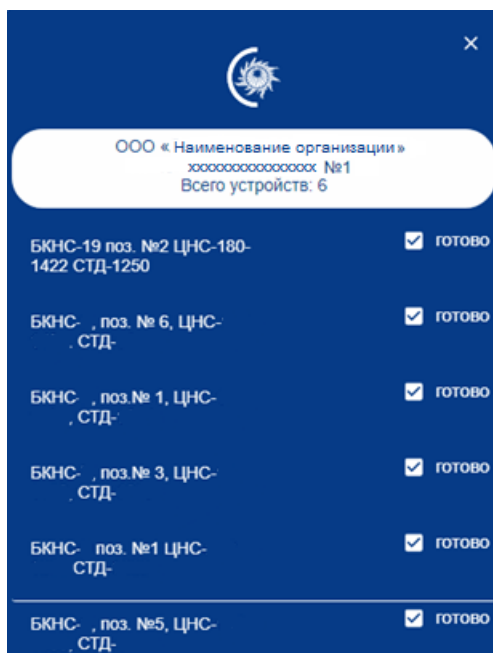 ×
ООО « Наименование организации»
xxxxxxxxxxxxxxxx №1
Всего устройств: 6
БКНС-19 поз. №2 ЦНС-180-
1422 СТД-1250
ГОТОВО
БКНС- , поз. № 6, ЦНС-
. СТД-
ГОТОВО
БКНС- , поз.№ 1, ЦНС-
, СТД-
ГОТОВО
БКНС- , поз.№ 3, ЦНС-
, СТД-
ГОТОВО
БКНС- поз. №1 ЦНС-
СТД-
ГОТОВО
БКНС- , поз. №5, ЦНС-
, СТД-
ГОТОВО